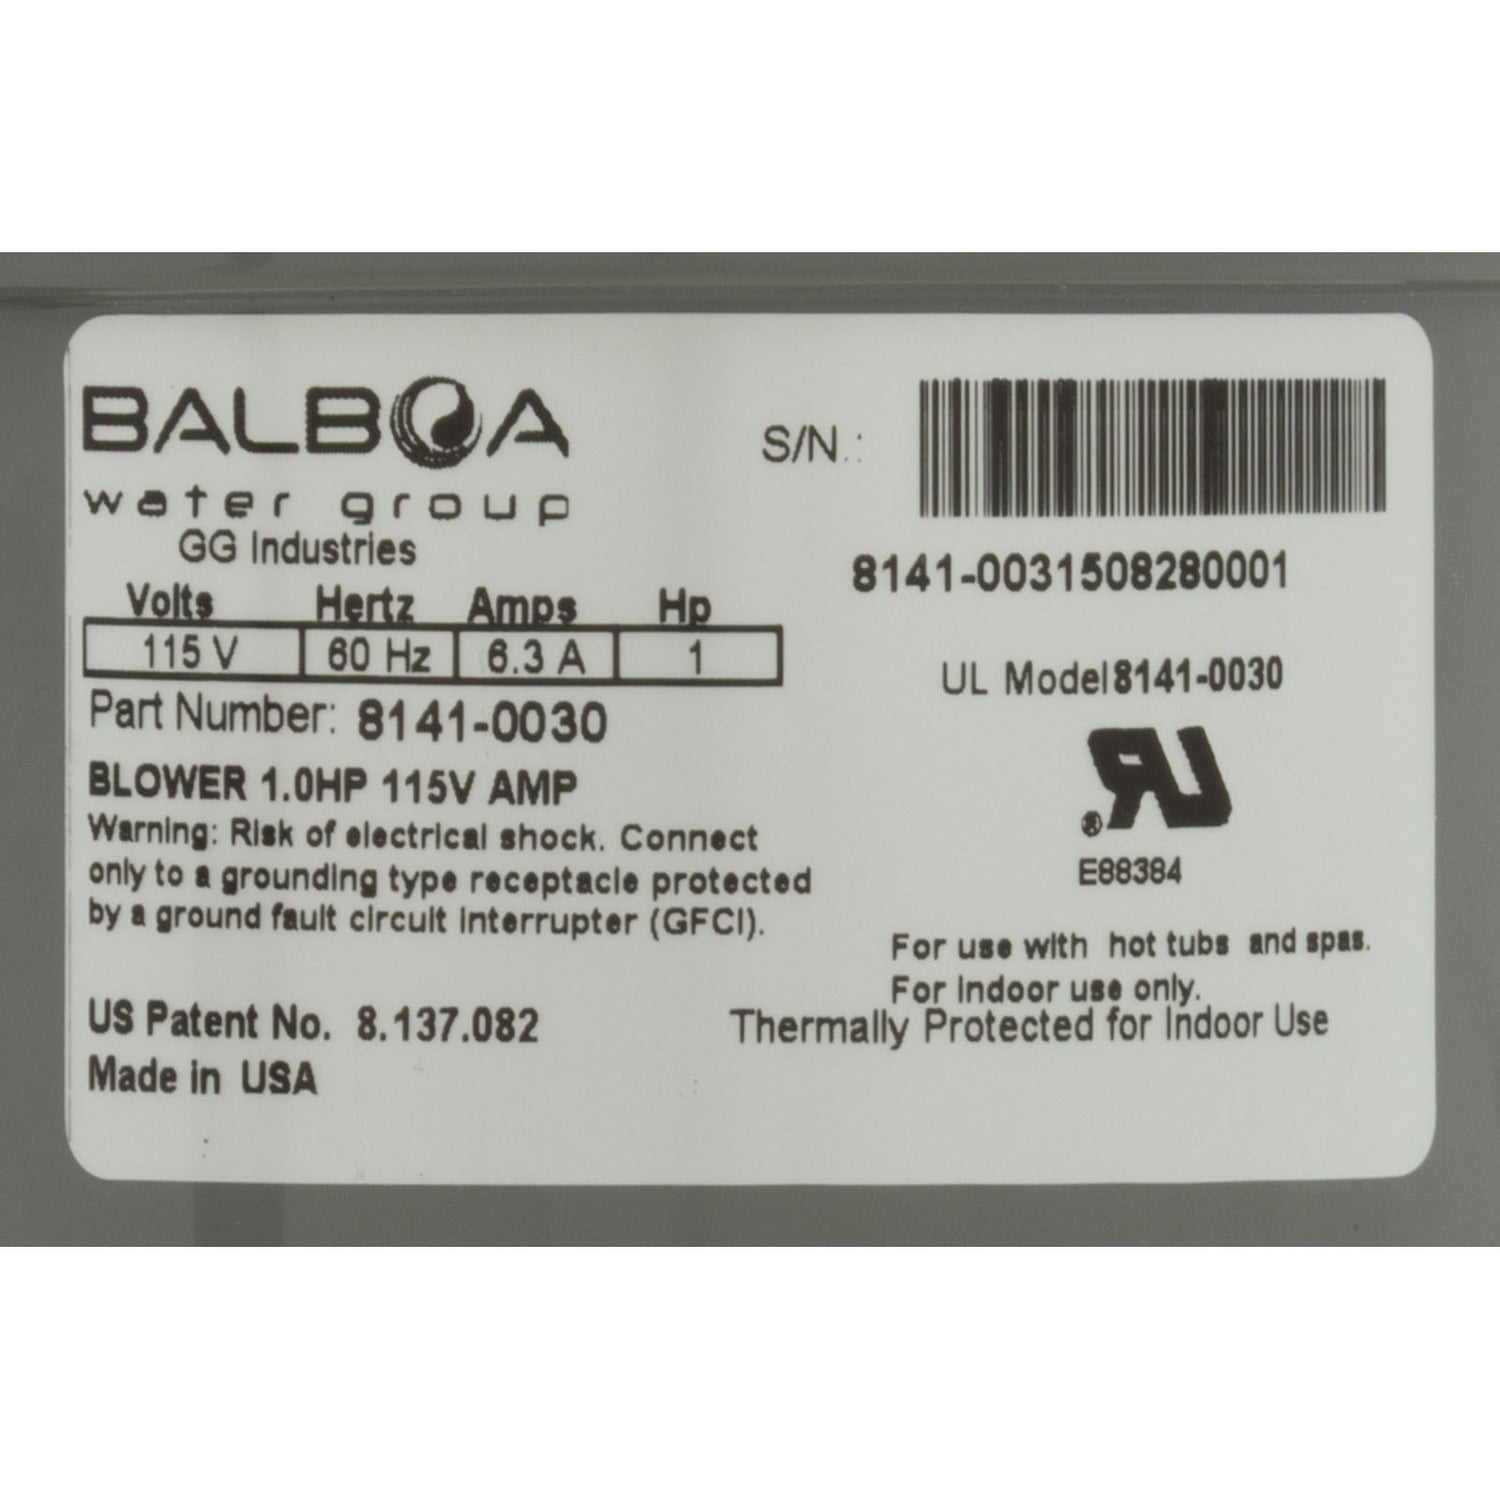 BALBOA
water group
GG Industries
Volts Hertz Amps Hp
115 V 60 Hz 6.3 A 1
Part Number: 8141-0030
BLOWER 1.0HP 115V AMP
Warning: Risk of electrical shock. Connect
only to a grounding type receptacle protected
by a ground fault circuit interrupter (GFCI).
US Patent No. 8.137.082
Made in USA
S/N.:
8141-0031508280001
UL Model 8141-0030
UR®
E88384
For use with hot tubs and spas.
For indoor use only.
Thermally Protected for Indoor Use